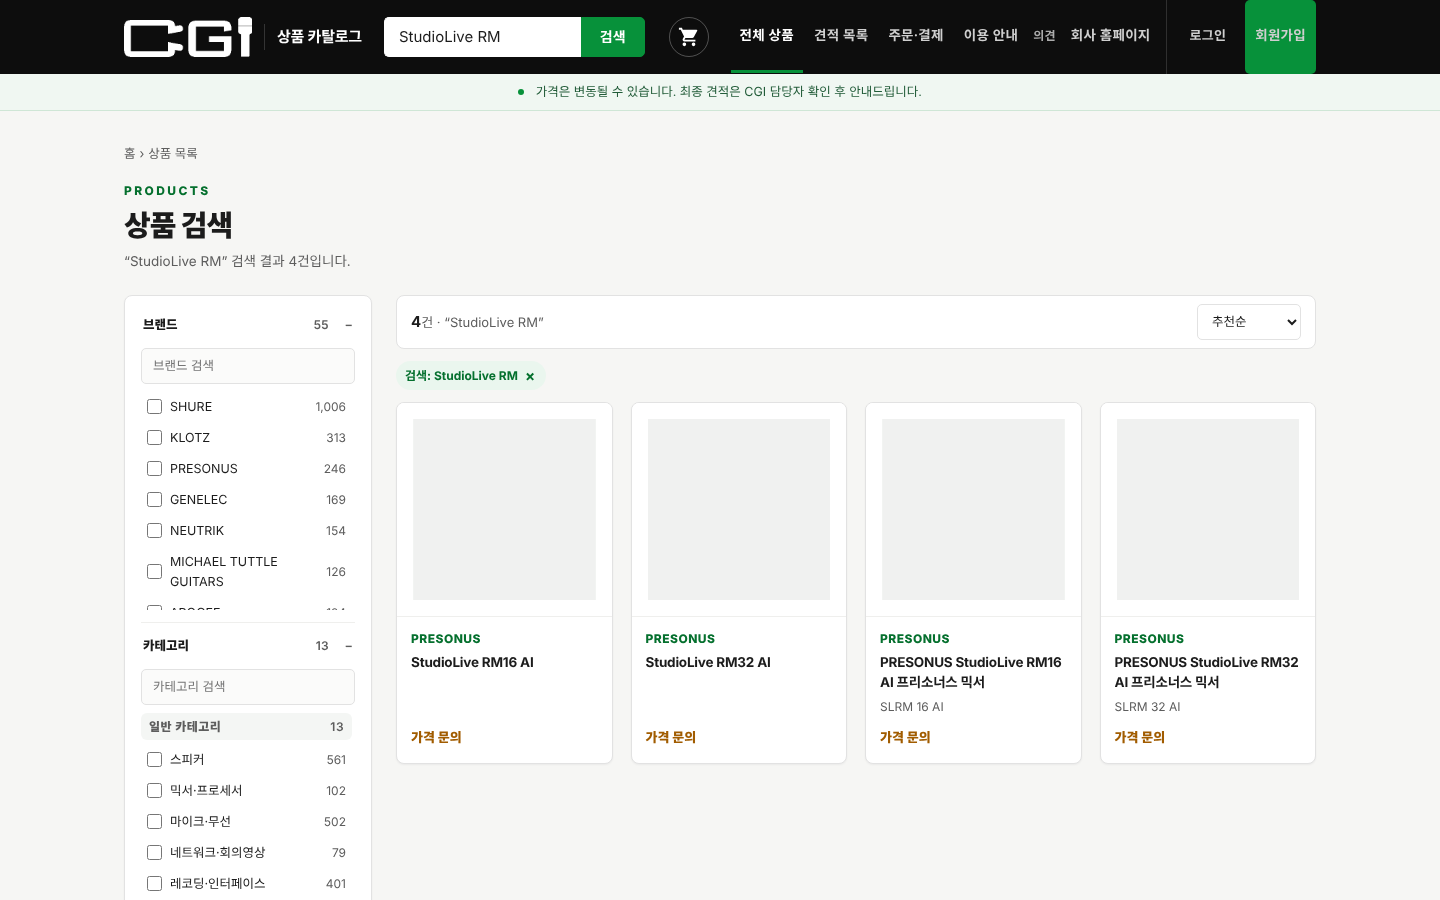 CGI
상품 카탈로그
StudioLive RM
검색
전체 상품
견적 목록
주문·결제
이용 안내
의견
회사 홈페이지
로그인
회원가입
가격은 변동될 수 있습니다. 최종 견적은 CGI 담당자 확인 후 안내드립니다.
홈 › 상품 목록
PRODUCTS
상품 검색
“StudioLive RM” 검색 결과 4건입니다.
브랜드 55 −
브랜드 검색
SHURE 1,006
KLOTZ 313
PRESONUS 246
GENELEC 169
NEUTRIK 154
MICHAEL TUTTLE
GUITARS 126
카테고리 13 −
카테고리 검색
일반 카테고리 13
스피커 561
믹서·프로세서 102
마이크·무선 502
네트워크·회의영상 79
레코딩·인터페이스 401
4건 · “StudioLive RM”
추천순
검색: StudioLive RM ×
PRESONUS
StudioLive RM16 AI
가격 문의
PRESONUS
StudioLive RM32 AI
가격 문의
PRESONUS
PRESONUS StudioLive RM16
AI 프리소너스 믹서
SLRM 16 AI
가격 문의
PRESONUS
PRESONUS StudioLive RM32
AI 프리소너스 믹서
SLRM 32 AI
가격 문의